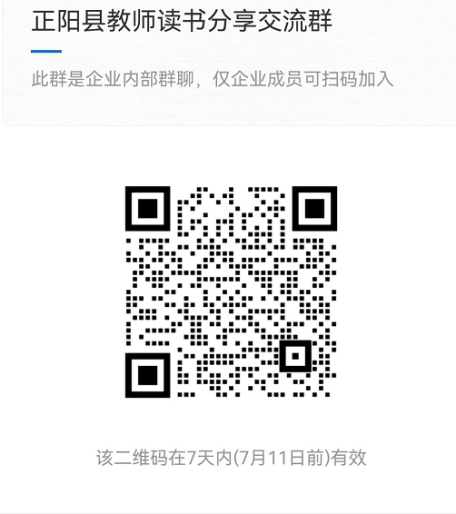 正阳县教师读书分享交流群
此群是企业内部群聊，仅企业成员可扫码加入
该二维码在7天内(7月11日前)有效